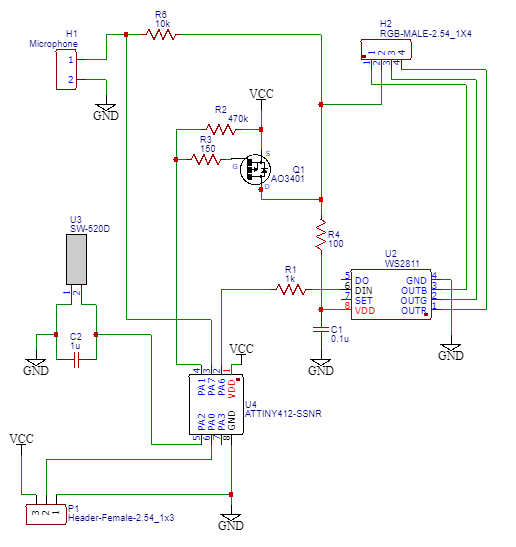 R6
10k
H1
Microphone
1
2
GND
H2
RGB-MALE-2.54_1X4
1 2 3 4
1 2 3 4
VCC
R2
470k
R3
150
S
G
D
Q1
AO3401
U3
SW-520D
1 2
R4
100
U2
WS2811
R1
1k
5 DO GND 4
6 DIN OUTB 3
7 SET OUTG 2
8 VDD OUTR 1
C1
0.1u
GND
GND
C2
1u
GND
VCC
4 3 2 1
PA1 PA7 PA6 VDD
U4
ATTINY412-SSNR
PA2 PA0 PA3 GND
5 6 7 8
VCC
3 2 1
P1
Header-Female-2.54_1x3
GND